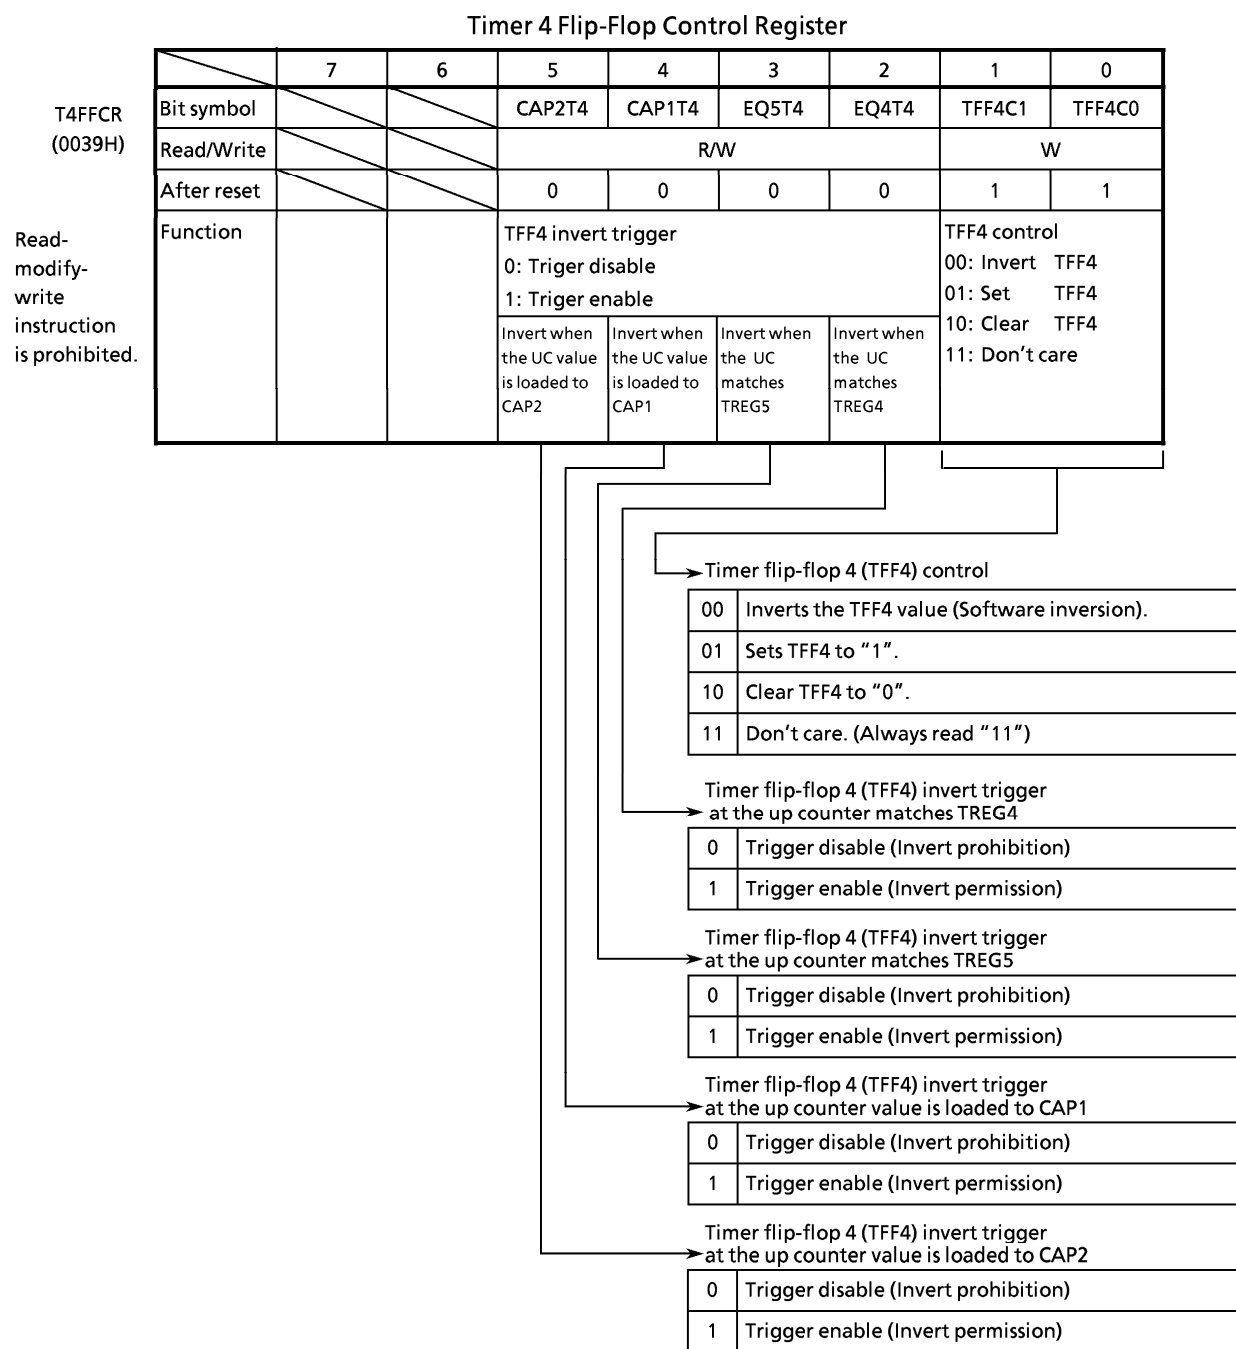 Timer 4 Flip-Flop Control Register
7 6 5 4 3 2 1 0
T4FFCR
(0039H)
Bit symbol CAP2T4 CAP1T4 EQ5T4 EQ4T4 TFF4C1 TFF4C0
Read/Write R/W W
After reset 0 0 0 0 1 1
Read-
modify-
write
instruction
is prohibited.
Function
TFF4 invert trigger
0: Triger disable
1: Triger enable
Invert when
the UC value
is loaded to
CAP2
Invert when
the UC value
is loaded to
CAP1
Invert when
the UC
matches
TREG5
Invert when
the UC
matches
TREG4
TFF4 control
00: Invert TFF4
01: Set TFF4
10: Clear TFF4
11: Don't care
Timer flip-flop 4 (TFF4) control
00 Inverts the TFF4 value (Software inversion).
01 Sets TFF4 to "1".
10 Clear TFF4 to "0".
11 Don't care. (Always read "11")
Timer flip-flop 4 (TFF4) invert trigger
at the up counter matches TREG4
0 Trigger disable (Invert prohibition)
1 Trigger enable (Invert permission)
Timer flip-flop 4 (TFF4) invert trigger
at the up counter matches TREG5
0 Trigger disable (Invert prohibition)
1 Trigger enable (Invert permission)
Timer flip-flop 4 (TFF4) invert trigger
at the up counter value is loaded to CAP1
0 Trigger disable (Invert prohibition)
1 Trigger enable (Invert permission)
Timer flip-flop 4 (TFF4) invert trigger
at the up counter value is loaded to CAP2
0 Trigger disable (Invert prohibition)
1 Trigger enable (Invert permission)